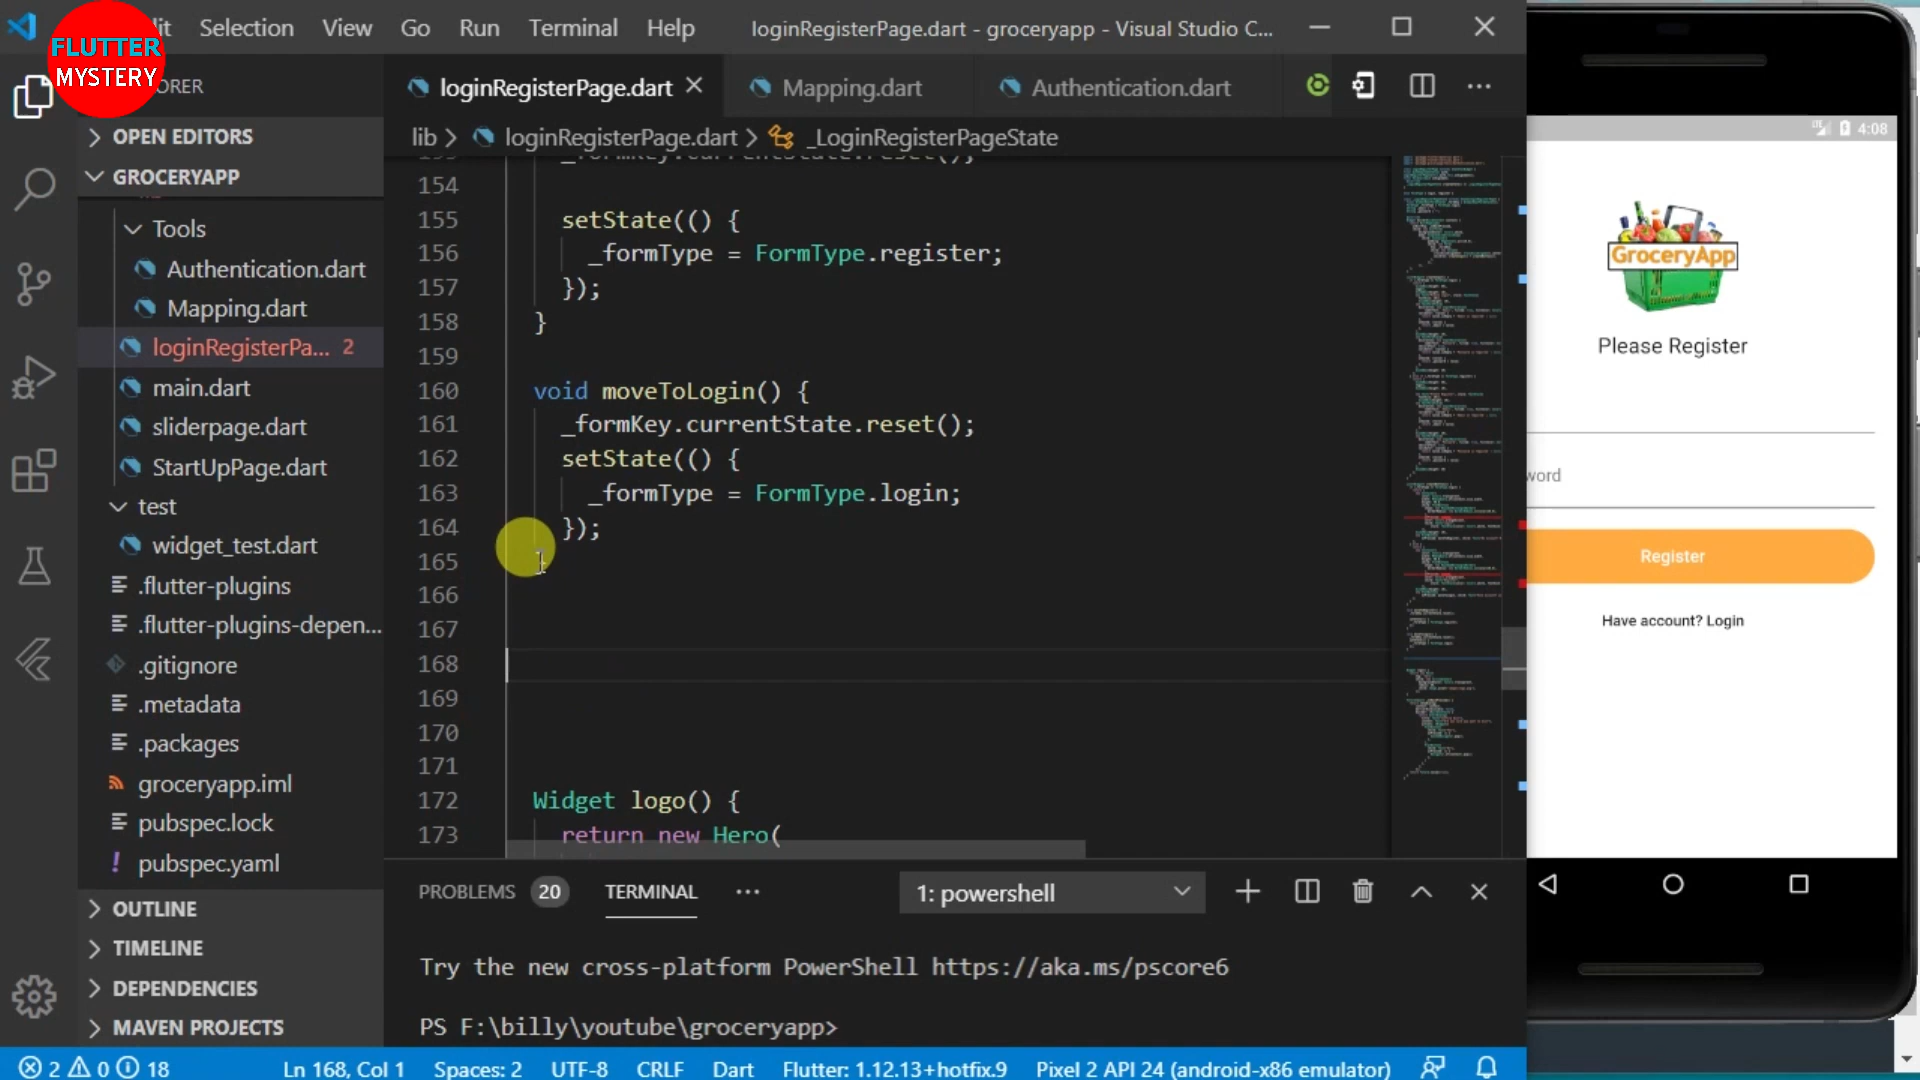 Selection View Go Run Terminal Help
loginRegisterPage.dart - groceryapp - Visual Studio C...
FLUTTER
MYSTERY
loginRegisterPage.dart Mapping.dart Authentication.dart
lib loginRegisterPage.dart _LoginRegisterPageState
OPEN EDITORS
GROCERYAPP
Tools
Authentication.dart
Mapping.dart
loginRegisterPa... 2
main.dart
sliderpage.dart
StartUpPage.dart
test
widget_test.dart
.flutter-plugins
.flutter-plugins-depen...
.gitignore
.metadata
.packages
groceryapp.iml
pubspec.lock
pubspec.yaml
OUTLINE
TIMELINE
DEPENDENCIES
MAVEN PROJECTS
_formKey.currentState.reset();
154
155 setState(() {
156 _formType = FormType.register;
157 });
158 }
159
160 void moveToLogin() {
161 _formKey.currentState.reset();
162 setState(() {
163 _formType = FormType.login;
164 });
165 }
166
167
168
169
170
171
172 Widget logo() {
173 return new Hero(
PROBLEMS 20 TERMINAL ... 1: powershell
Try the new cross-platform PowerShell https://aka.ms/pscore6
PS F:\billy\youtube\groceryapp>
2 0 18 Ln 168, Col 1 Spaces: 2 UTF-8 CRLF Dart Flutter: 1.12.13+hotfix.9 Pixel 2 API 24 (android-x86 emulator)
4:08
GroceryApp
Please Register
word
Register
Have account? Login